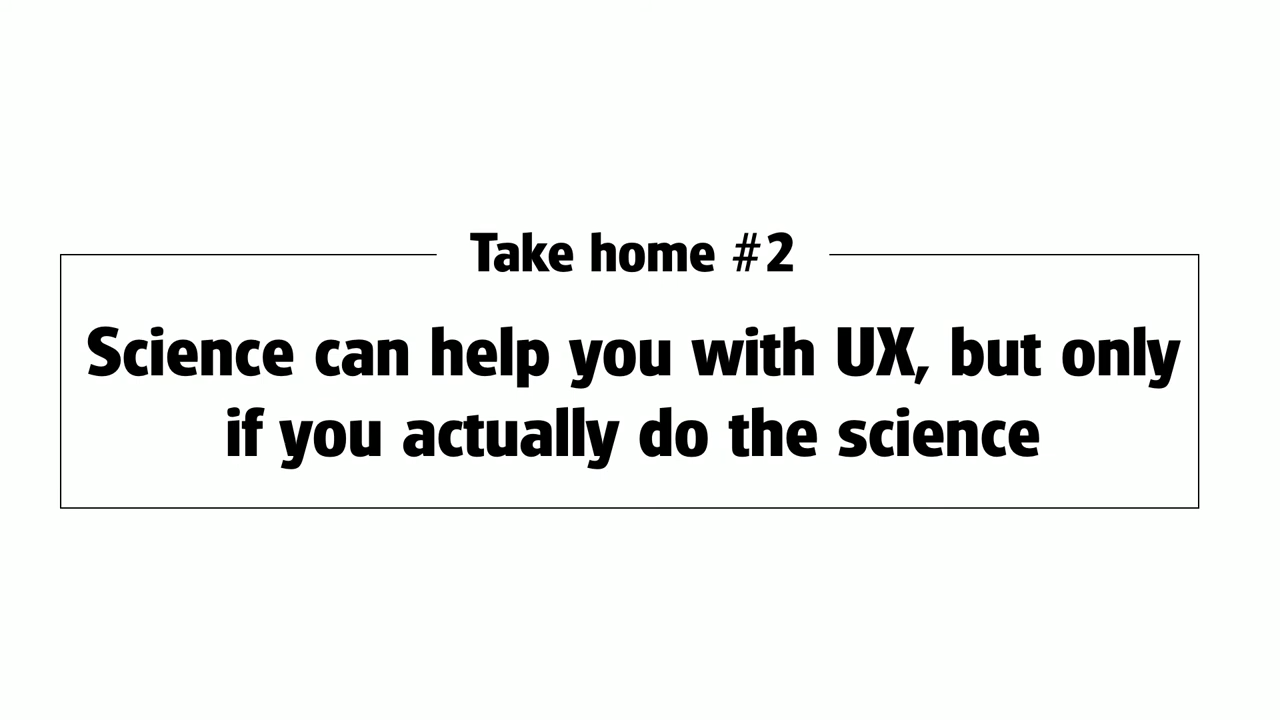 Take home #2
Science can help you with UX, but only
if you actually do the science